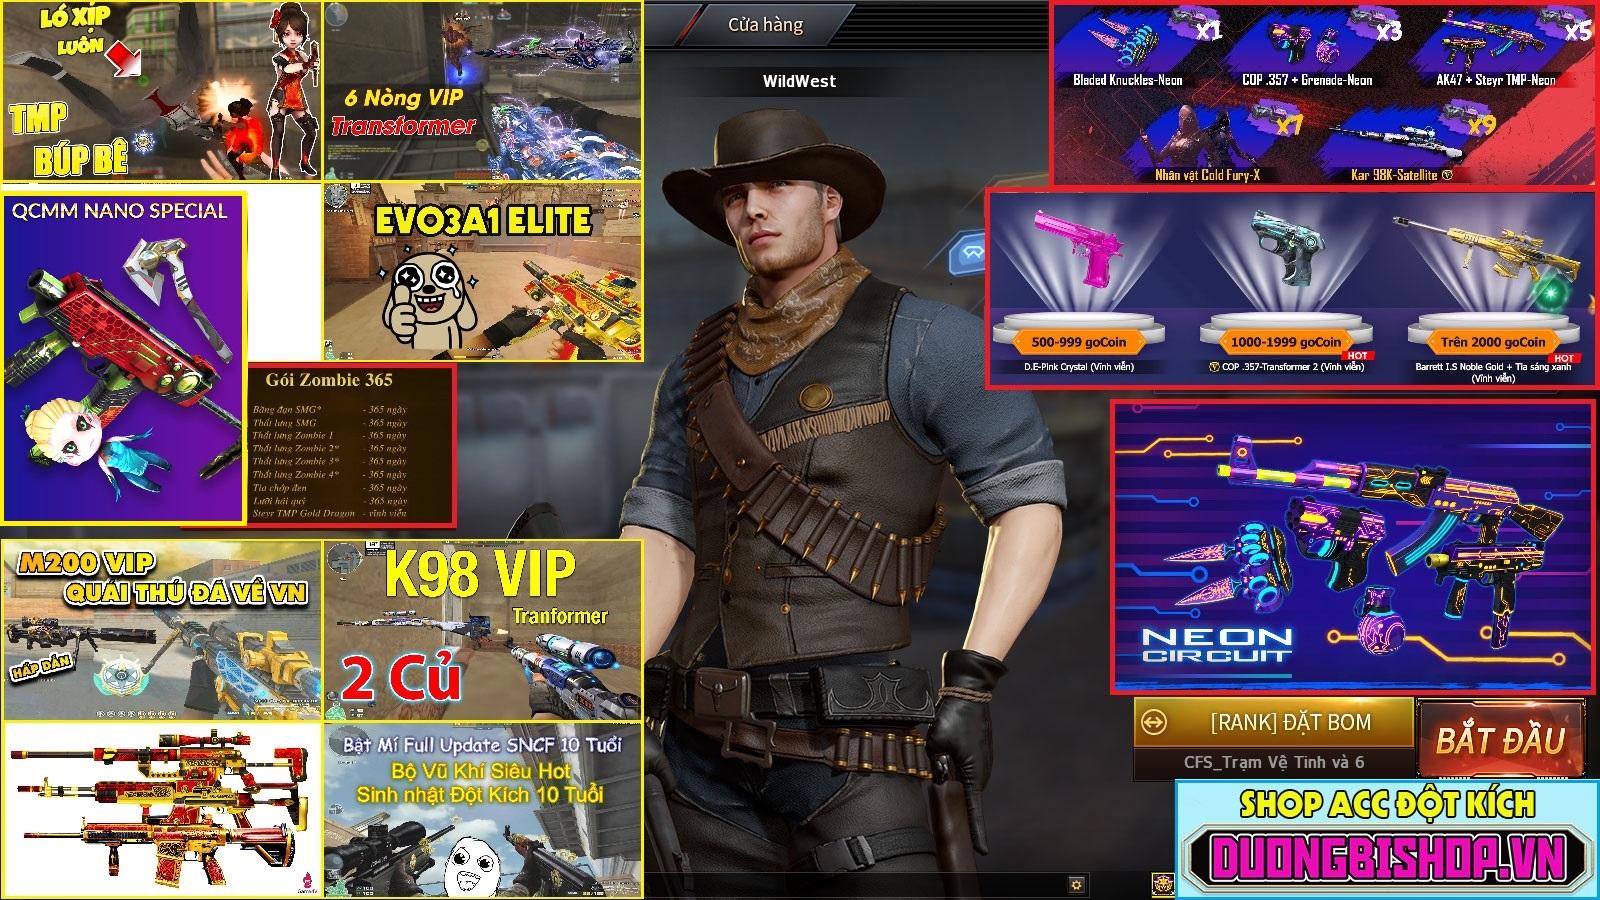 LÓ XỊP
LUÔN
TMP
BÚP BÊ
6 Nòng VIP
Transformer
QCMM NANO SPECIAL
EVO3A1 ELITE
Gói Zombie 365
Băng đạn SMG* - 365 ngày
Thắt lưng SMG - 365 ngày
Thắt lưng Zombie 1 - 365 ngày
Thắt lưng Zombie 2* - 365 ngày
Thắt lưng Zombie 3* - 365 ngày
Thắt lưng Zombie 4* - 365 ngày
Tia chớp đen - 365 ngày
Lưỡi hái quỷ - 365 ngày
Steyr TMP Gold Dragon - vĩnh viễn
M200 VIP
QUÁI THÚ ĐÃ VỀ VN
HẤP DẪN
K98 VIP
Tranformer
2 Củ
Bật Mí Full Update SNCF 10 Tuổi
Bộ Vũ Khí Siêu Hot
Sinh nhật Đột Kích 10 Tuổi
Cửa hàng
WildWest
x1
x3
x5
Bladed Knuckles-Neon
COP .357 + Grenade-Neon
AK47 + Steyr TMP-Neon
x7
x9
Nhân vật Cold Fury-X
Kar 98K-Satellite
500-999 goCoin
1000-1999 goCoin
Trên 2000 goCoin
HOT
HOT
D.E-Pink Crystal (Vĩnh viễn)
COP .357-Transformer 2 (Vĩnh viễn)
Barrett I.S Noble Gold + Tia sáng xanh
(Vĩnh viễn)
NEON
CIRCUIT
[RANK] ĐẶT BOM
BẮT ĐẦU
CFS_Trạm Vệ Tinh và 6
SHOP ACC ĐỘT KÍCH
DUONGBISHOP.VN